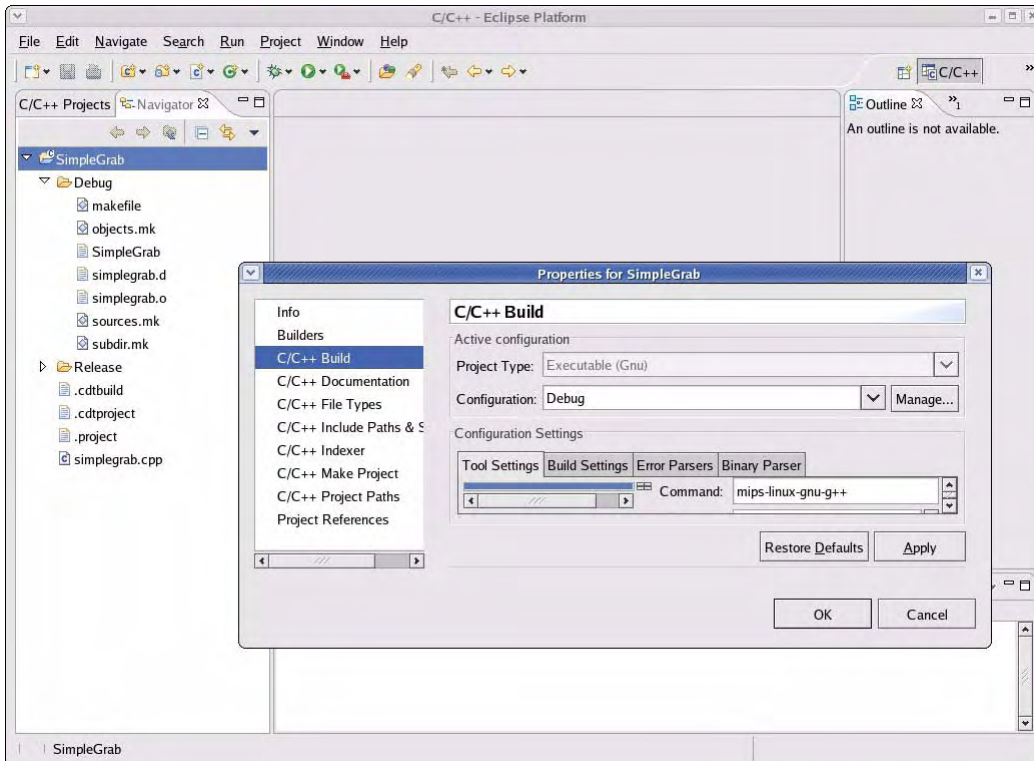 C/C++ - Eclipse Platform
File Edit Navigate Search Run Project Window Help
C/C++
C/C++ Projects
Navigator
Outline
1
An outline is not available.
SimpleGrab
Debug
makefile
objects.mk
SimpleGrab
simplegrab.d
simplegrab.o
sources.mk
subdir.mk
Release
.cdtbuild
.cdtproject
.project
simplegrab.cpp
Properties for SimpleGrab
Info
Builders
C/C++ Build
C/C++ Documentation
C/C++ File Types
C/C++ Include Paths & S
C/C++ Indexer
C/C++ Make Project
C/C++ Project Paths
Project References
C/C++ Build
Active configuration
Project Type: Executable (Gnu)
Configuration: Debug Manage...
Configuration Settings
Tool Settings Build Settings Error Parsers Binary Parser
Command: mips-linux-gnu-g++
Restore Defaults Apply
OK Cancel
SimpleGrab